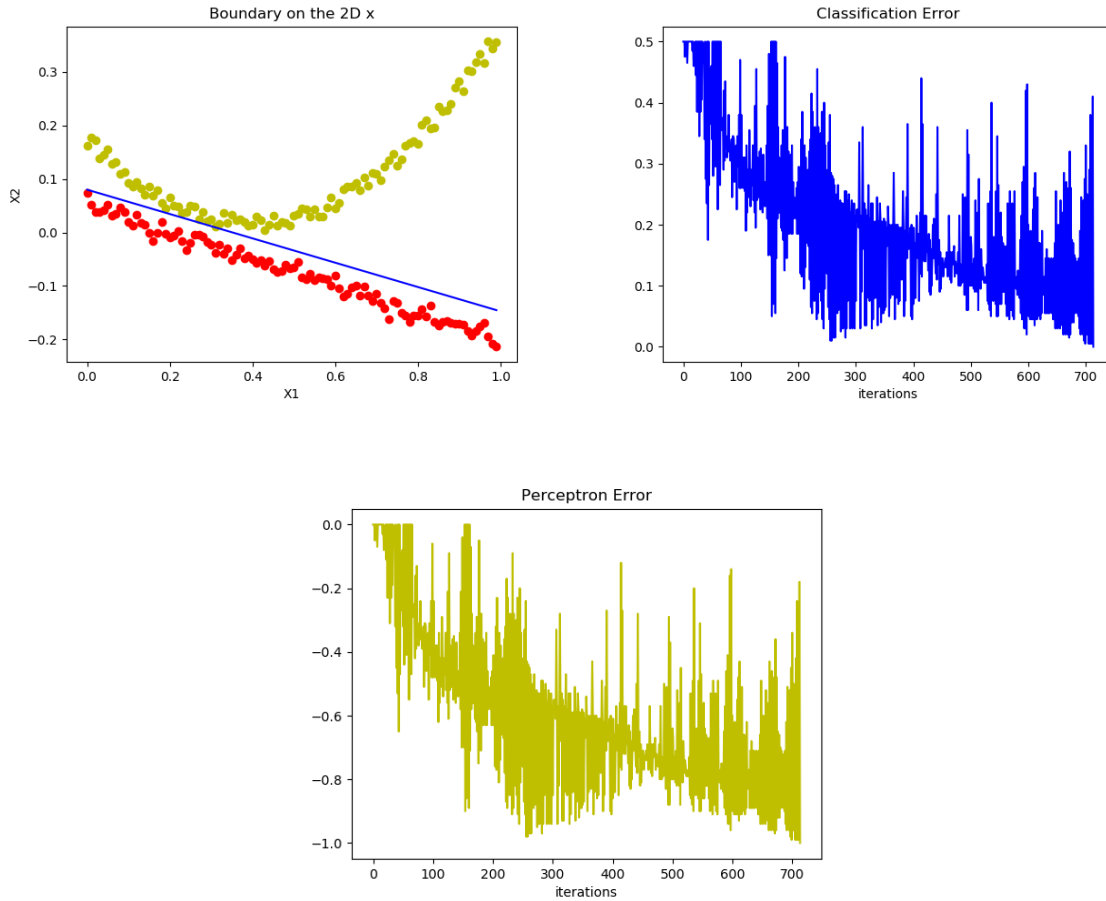 Boundary on the 2D x
X2
0.3
0.2
0.1
0.0
−0.1
−0.2
0.0 0.2 0.4 0.6 0.8 1.0
X1
Classification Error
0.5
0.4
0.3
0.2
0.1
0.0
0 100 200 300 400 500 600 700
iterations
Perceptron Error
0.0
−0.2
−0.4
−0.6
−0.8
−1.0
0 100 200 300 400 500 600 700
iterations